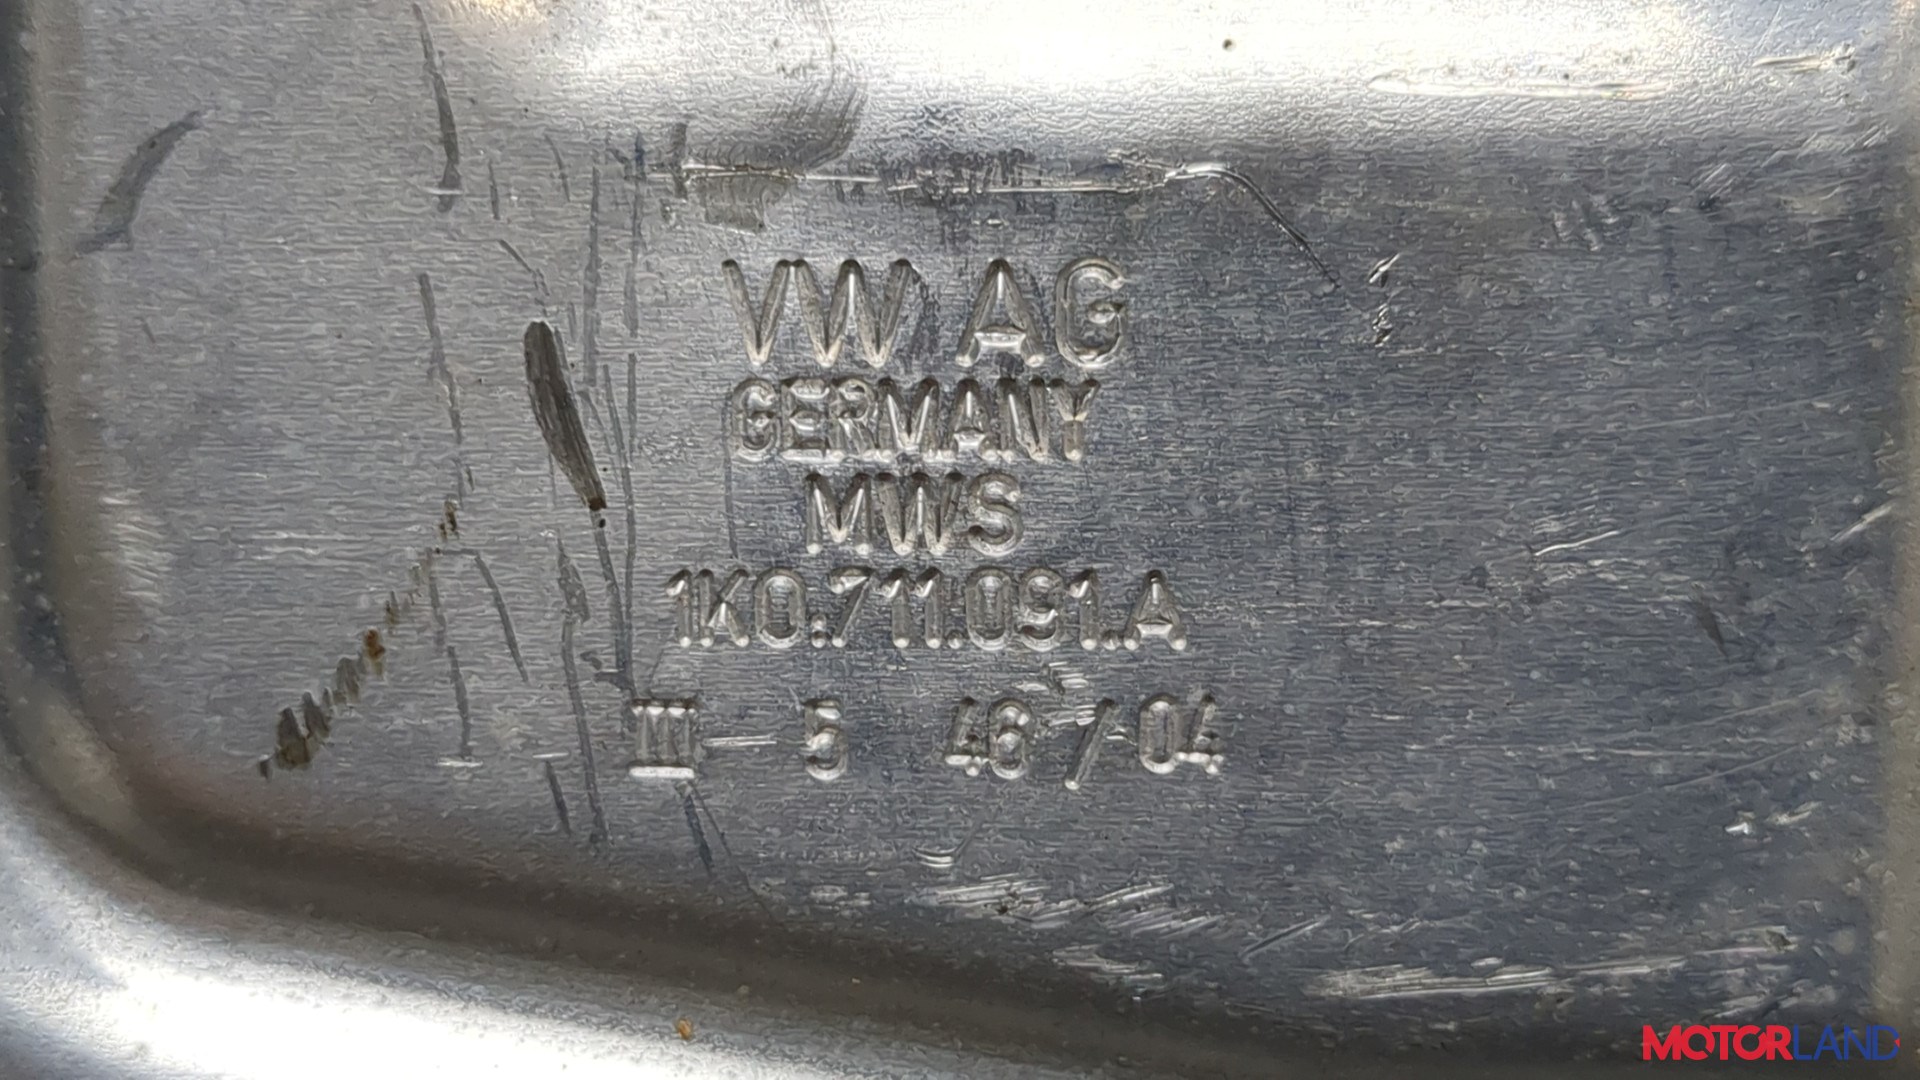 VW AG
GERMANY
MWS
1K0.711.091.A
III - 5 46 / 04
MOTORLAND